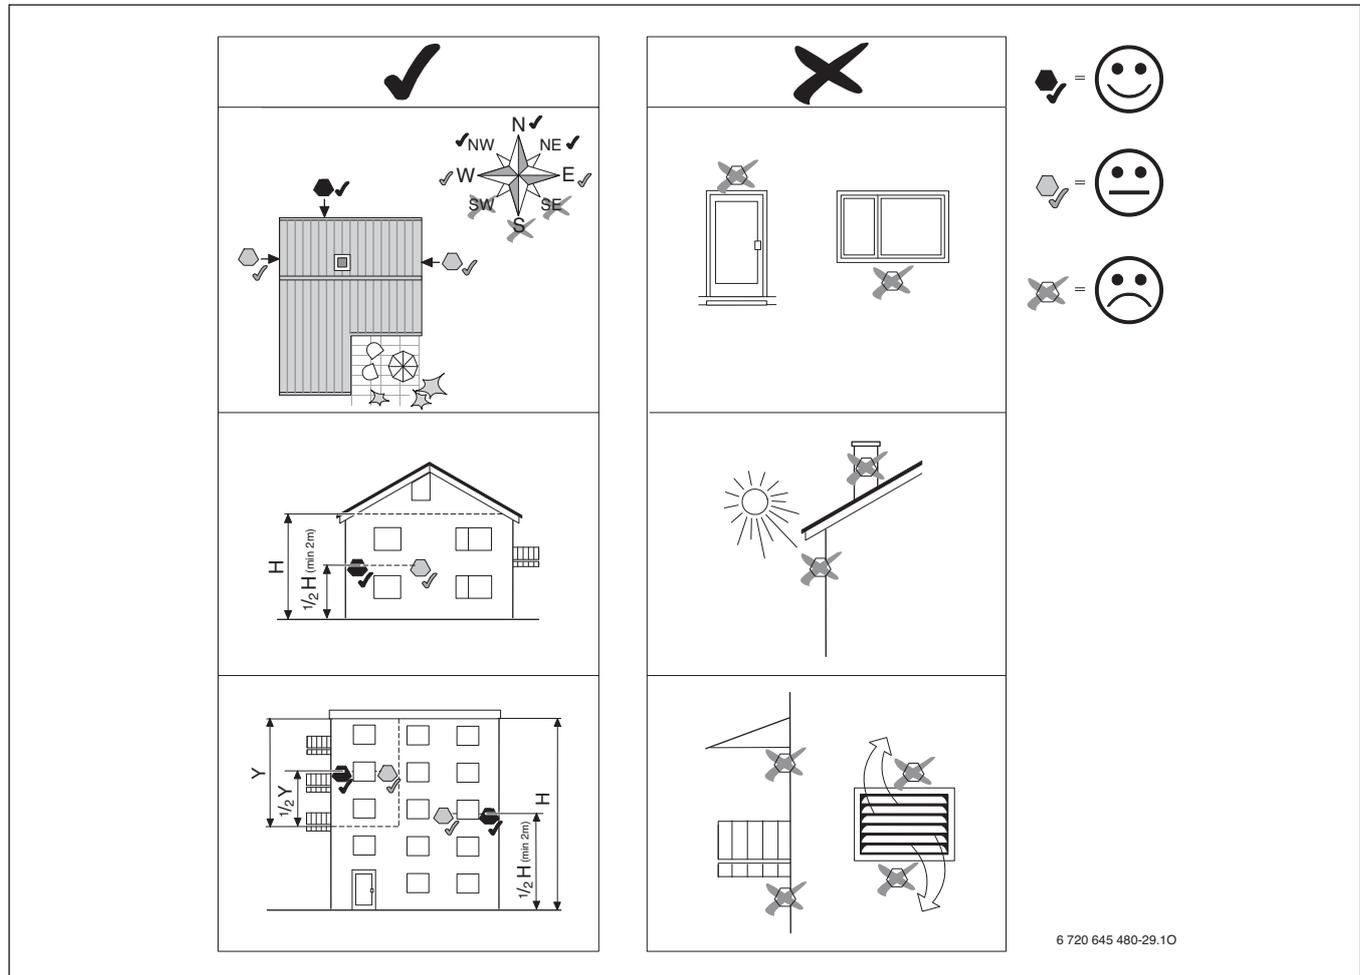 N
NW
NE
W
E
SW
SE
S
=
=
=
H
1/2 H (min 2m)
Y
1/2 Y
H
1/2 H (min 2m)
6 720 645 480-29.1O